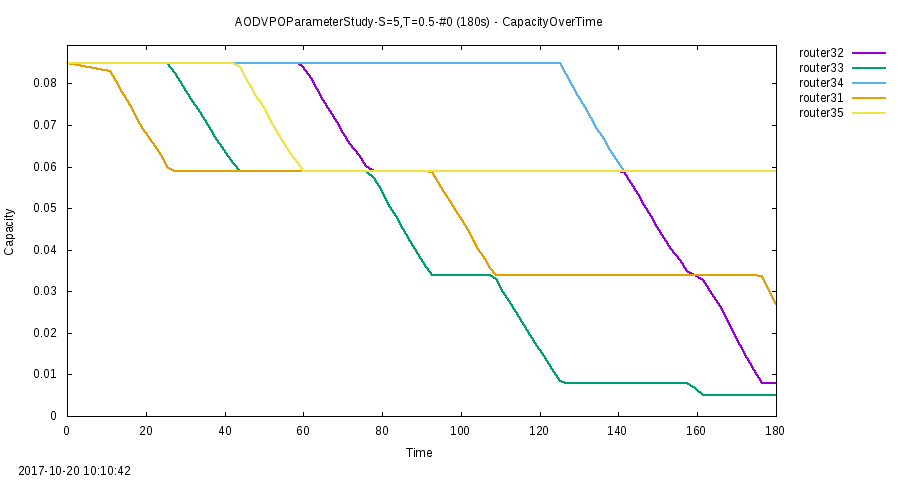 AODVPOParameterStudy-S=5,T=0.5-#0 (180s) - CapacityOverTime
router32
router33
router34
router31
router35
0.08
0.07
0.06
0.05
0.04
0.03
0.02
0.01
0
Capacity
0 20 40 60 80 100 120 140 160 180
Time
2017-10-20 10:10:42